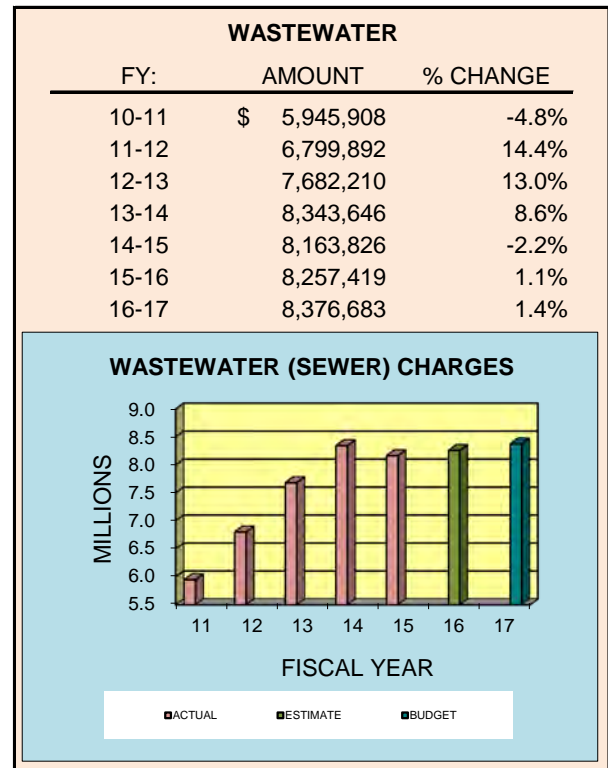 WASTEWATER
FY: AMOUNT % CHANGE
10-11 $ 5,945,908 -4.8%
11-12 6,799,892 14.4%
12-13 7,682,210 13.0%
13-14 8,343,646 8.6%
14-15 8,163,826 -2.2%
15-16 8,257,419 1.1%
16-17 8,376,683 1.4%
WASTEWATER (SEWER) CHARGES
9.0
8.5
8.0
7.5
7.0
6.5
6.0
5.5
MILLIONS
11 12 13 14 15 16 17
FISCAL YEAR
ACTUAL ESTIMATE BUDGET